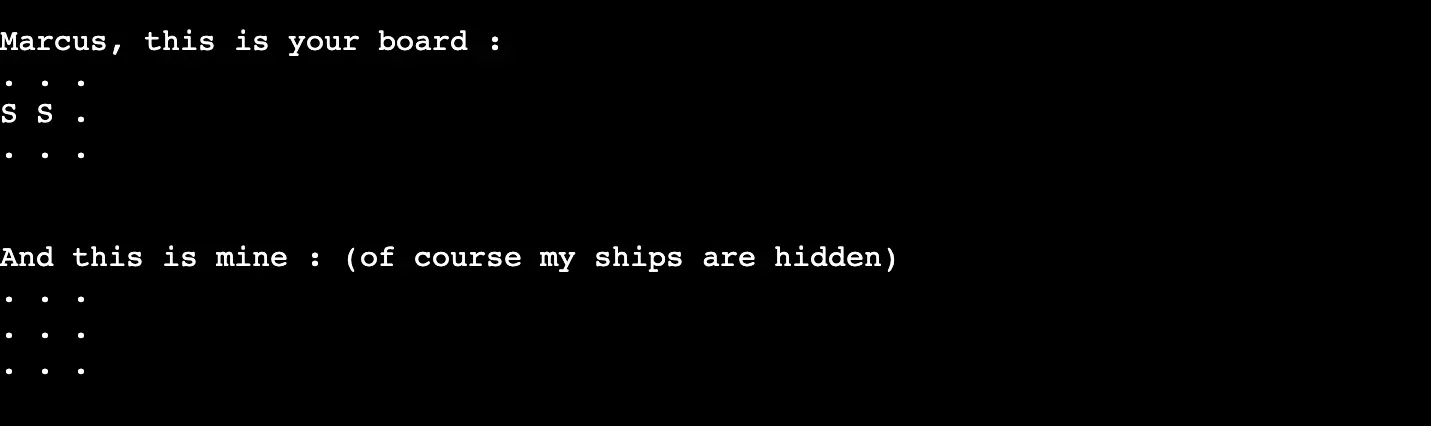 Marcus, this is your board :
. . .
S S .
. . .
And this is mine : (of course my ships are hidden)
. . .
. . .
. . .